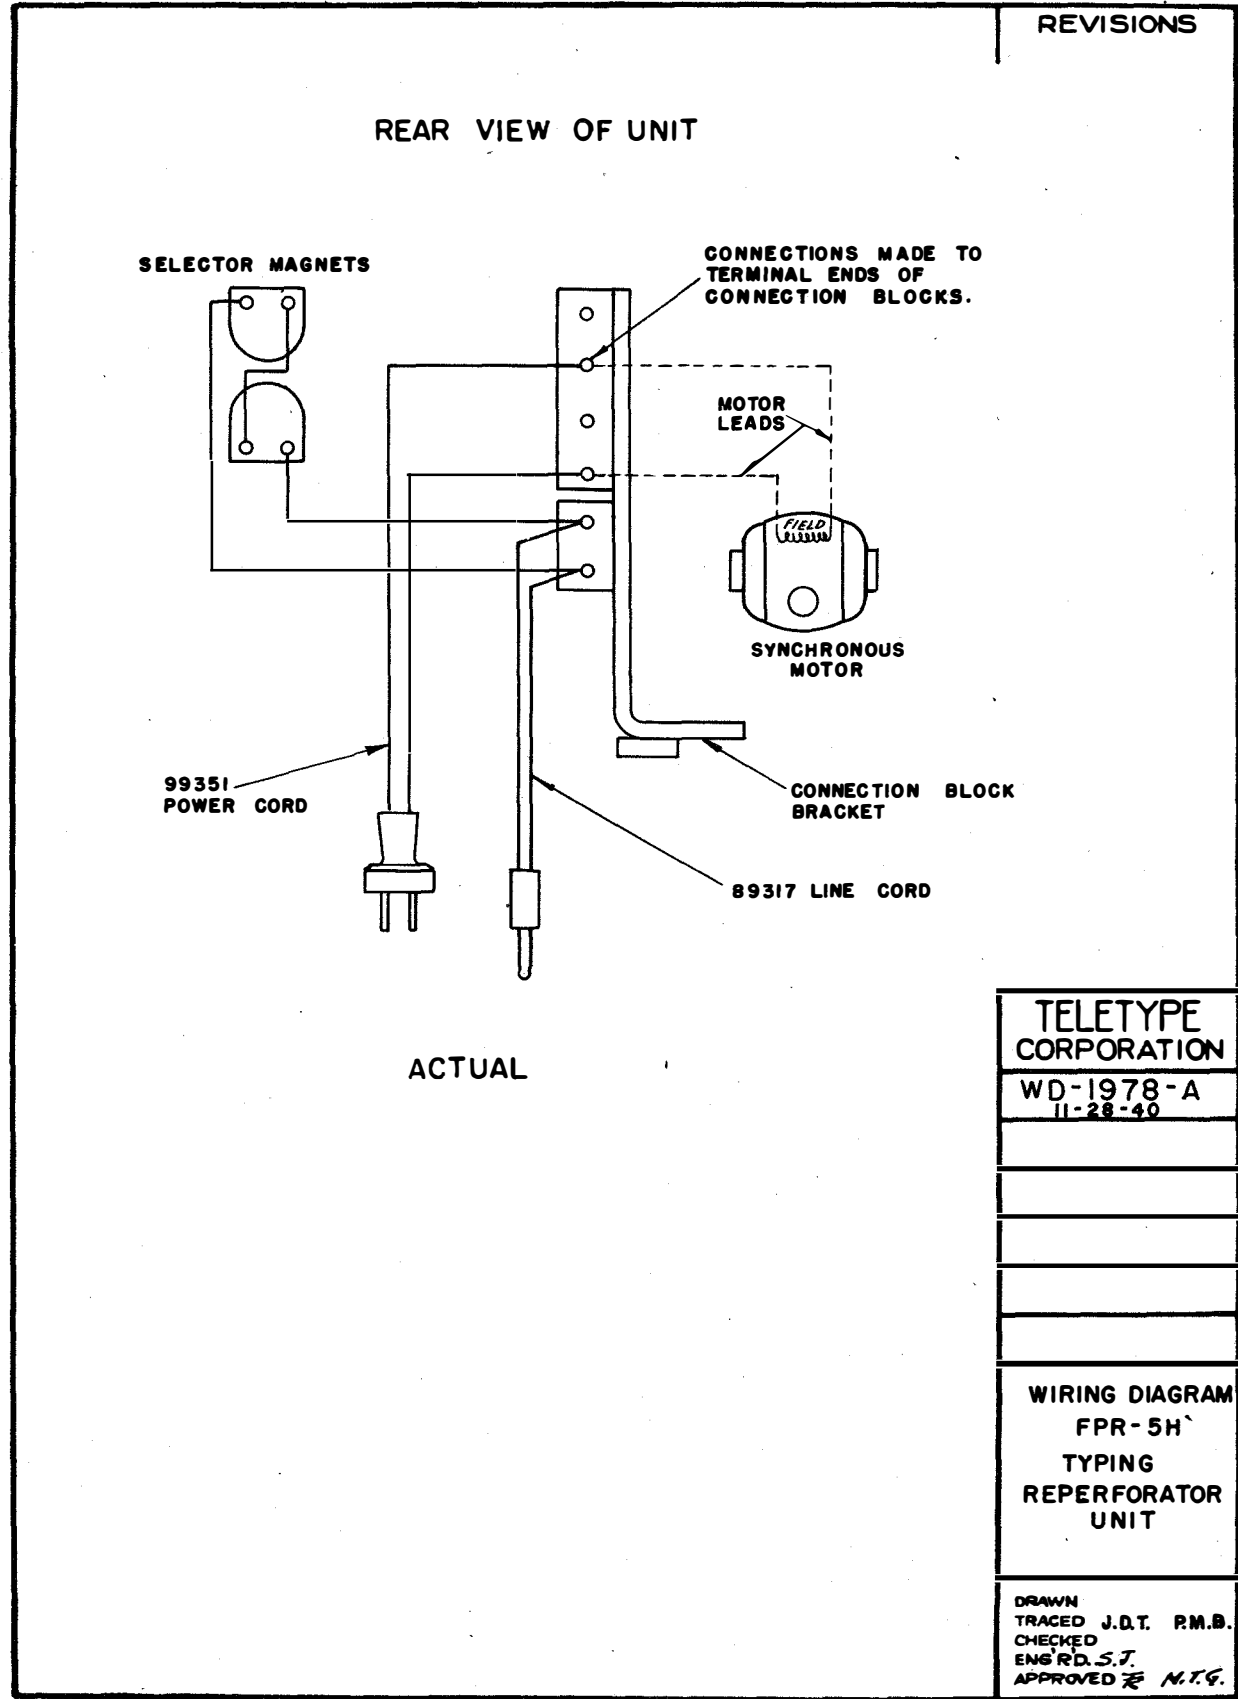 REVISIONS
REAR VIEW OF UNIT
SELECTOR MAGNETS
CONNECTIONS MADE TO
TERMINAL ENDS OF
CONNECTION BLOCKS.
MOTOR
LEADS
FIELD
SYNCHRONOUS
MOTOR
99351
POWER CORD
CONNECTION BLOCK
BRACKET
89317 LINE CORD
ACTUAL
TELETYPE
CORPORATION
WD-1978-A
11-28-40
WIRING DIAGRAM
FPR-5H
TYPING
REPERFORATOR
UNIT
DRAWN
TRACED J.D.T. P.M.B.
CHECKED
ENG'RD. S.J.
APPROVED N.T.G.